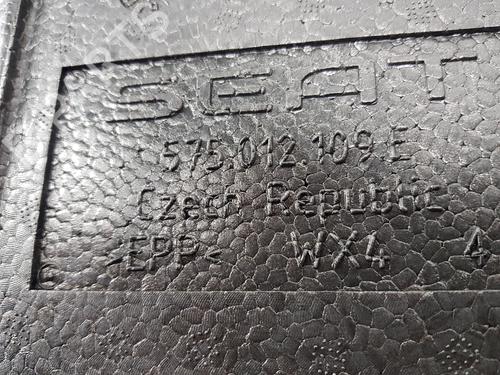 SEAT
575.012.109 E
Czech Republic
>EPP< WX4 4